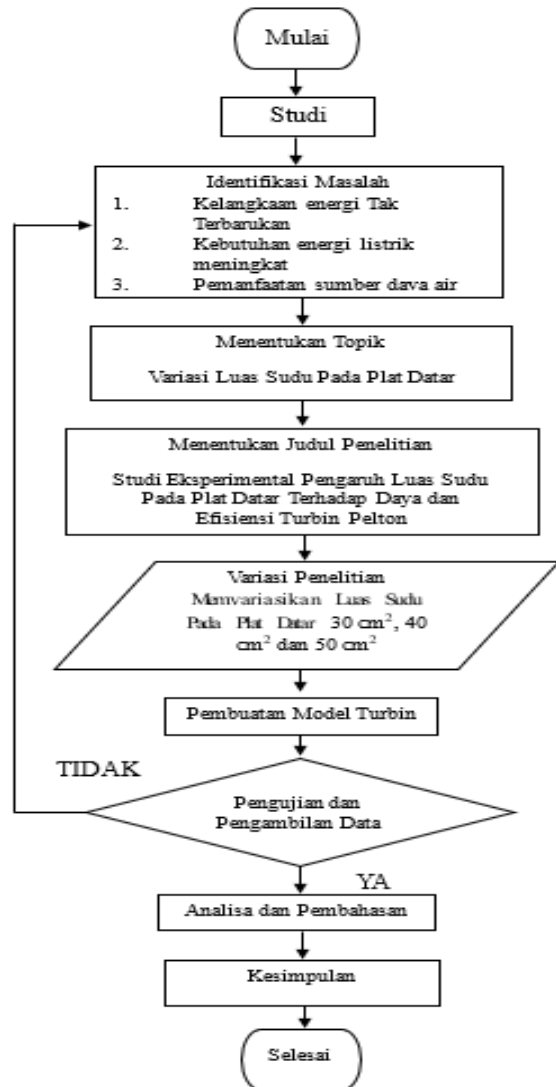 Mulai
Studi
Identifikasi Masalah
1. Kelangkaan energi Tak
Terbarukan
2. Kebutuhan energi listrik
meningkat
3. Pemanfaatan sumber daya air
Menentukan Topik
Variasi Luas Sudu Pada Plat Datar
Menentukan Judul Penelitian
Studi Eksperimental Pengaruh Luas Sudu
Pada Plat Datar Terhadap Daya dan
Efisiensi Turbin Pelton
Variasi Penelitian
Memvariasikan Luas Sudu
Pada Plat Datar 30 cm², 40
cm² dan 50 cm²
Pembuatan Model Turbin
TIDAK
Pengujian dan
Pengambilan Data
YA
Analisa dan Pembahasan
Kesimpulan
Selesai